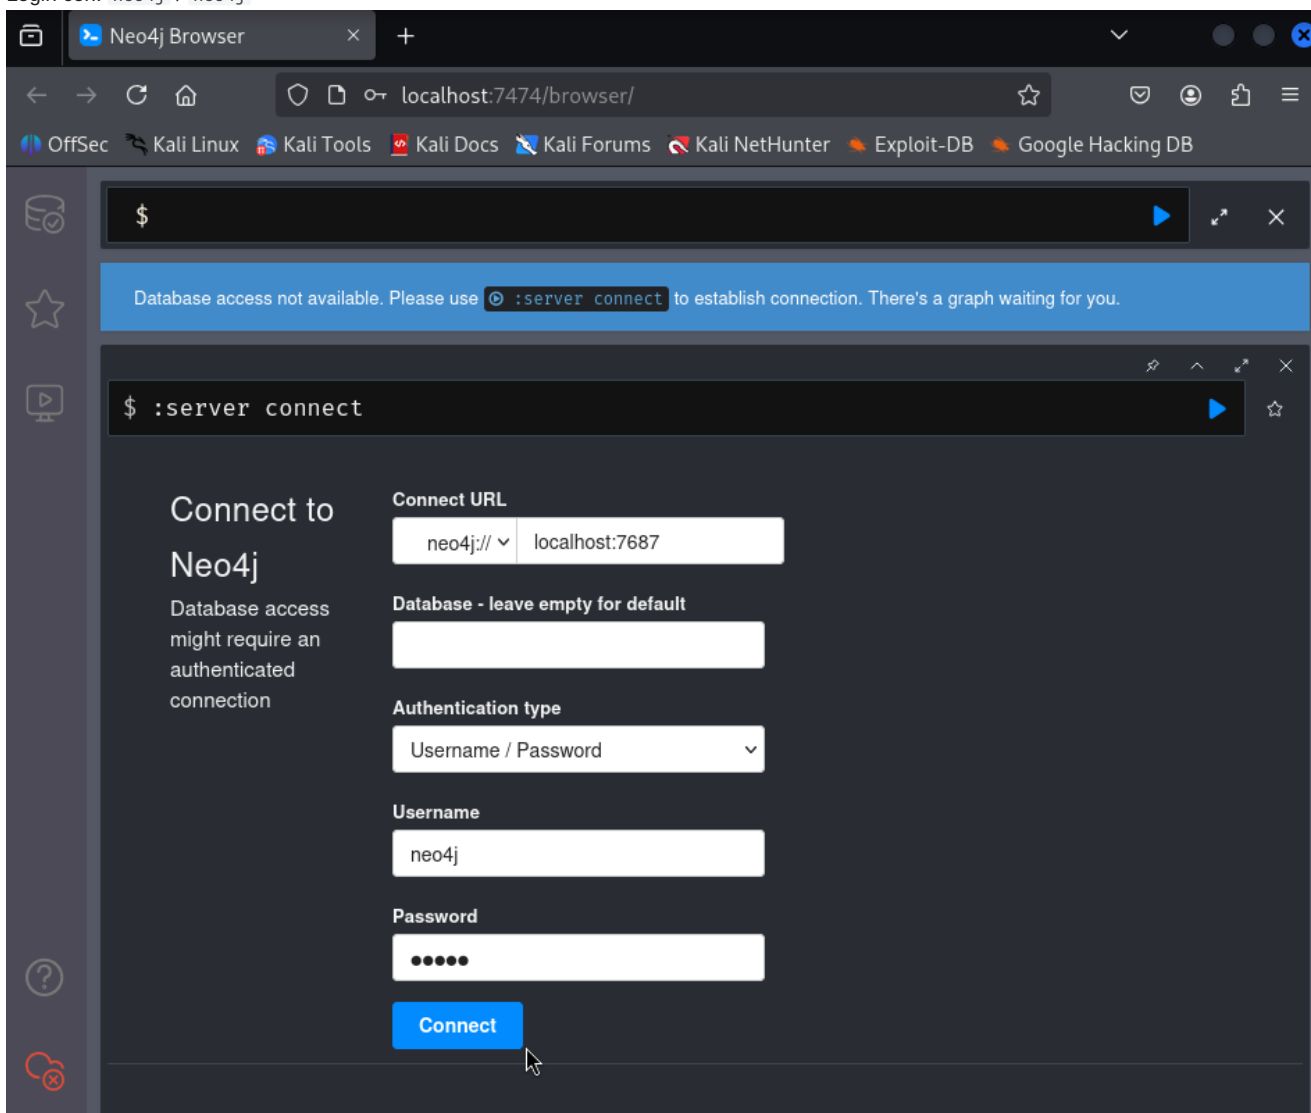 Neo4j Browser
localhost:7474/browser/
OffSec Kali Linux Kali Tools Kali Docs Kali Forums Kali NetHunter Exploit-DB Google Hacking DB
$
Database access not available. Please use :server connect to establish connection. There's a graph waiting for you.
$ :server connect
Connect to
Neo4j
Database access
might require an
authenticated
connection
Connect URL
neo4j:// localhost:7687
Database - leave empty for default
Authentication type
Username / Password
Username
neo4j
Password
Connect